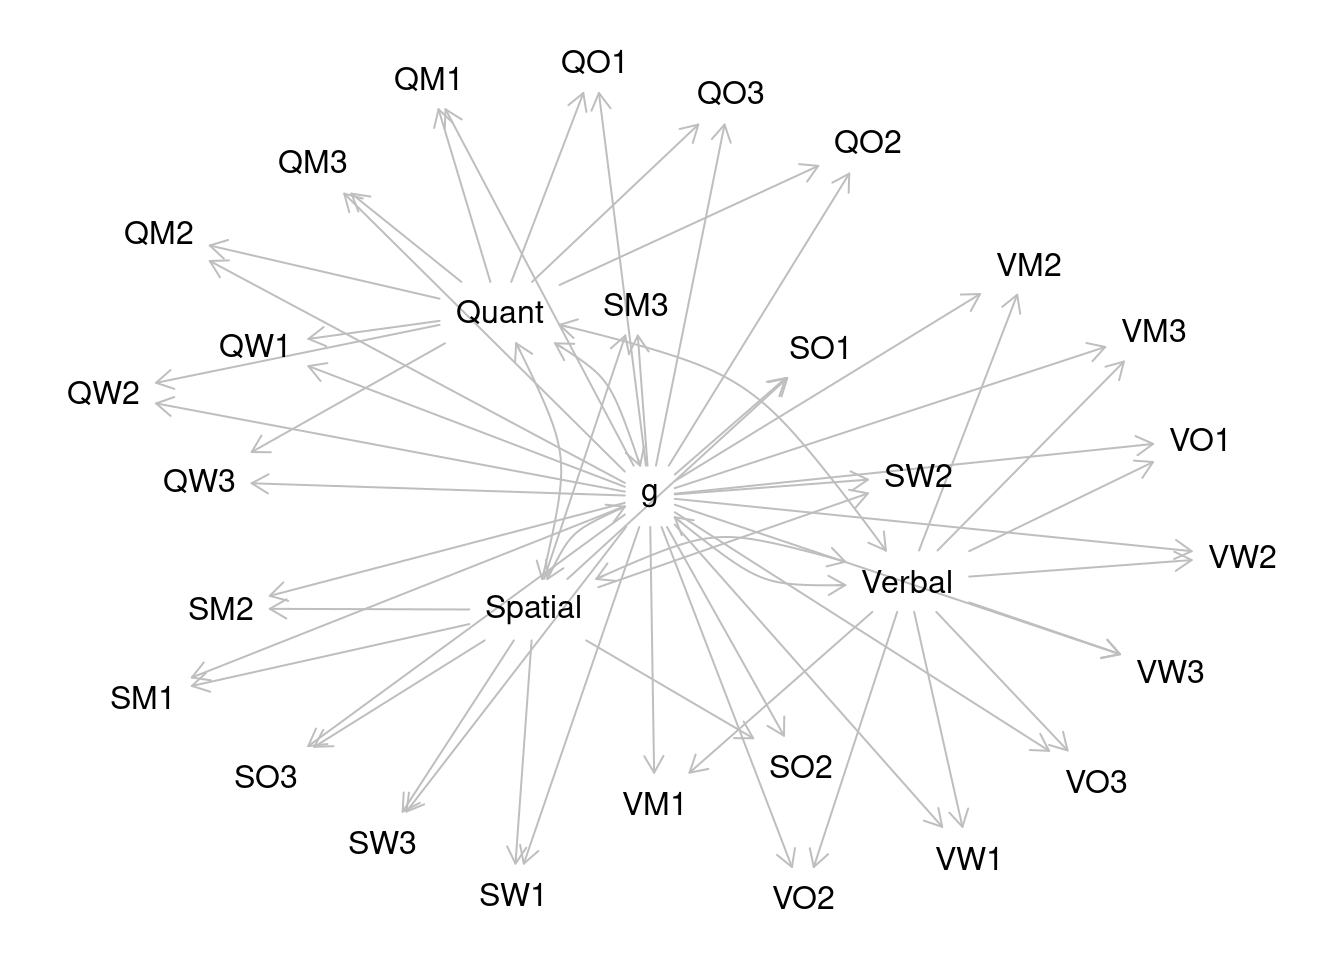 QO1
QM1
QO3
QO2
QM3
QM2
VM2
SM3
Quant
VM3
QW1
SO1
QW2
VO1
SW2
QW3
g
VW2
Verbal
Spatial
SM2
VW3
SM1
SO2
SO3
VO3
VM1
SW3
VW1
SW1
VO2